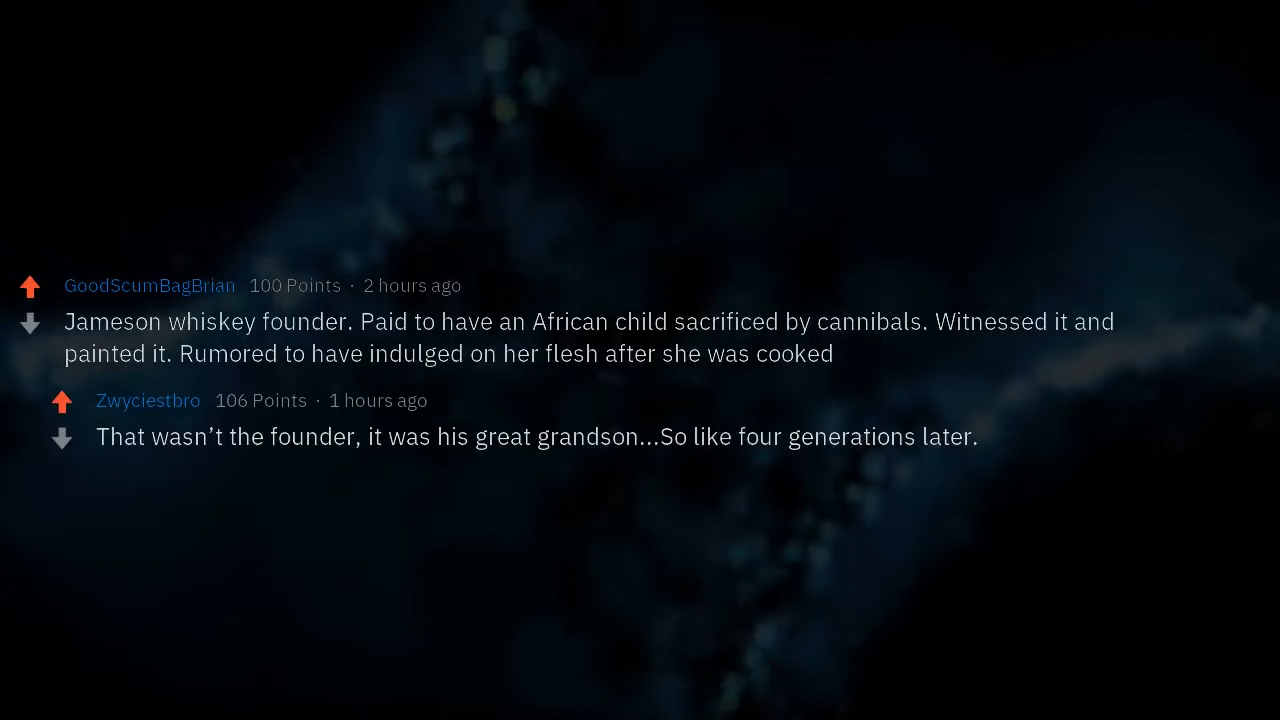 GoodScumBagBrian 100 Points · 2 hours ago
Jameson whiskey founder. Paid to have an African child sacrificed by cannibals. Witnessed it and
painted it. Rumored to have indulged on her flesh after she was cooked
Zwyciestbro 106 Points · 1 hours ago
That wasn’t the founder, it was his great grandson...So like four generations later.